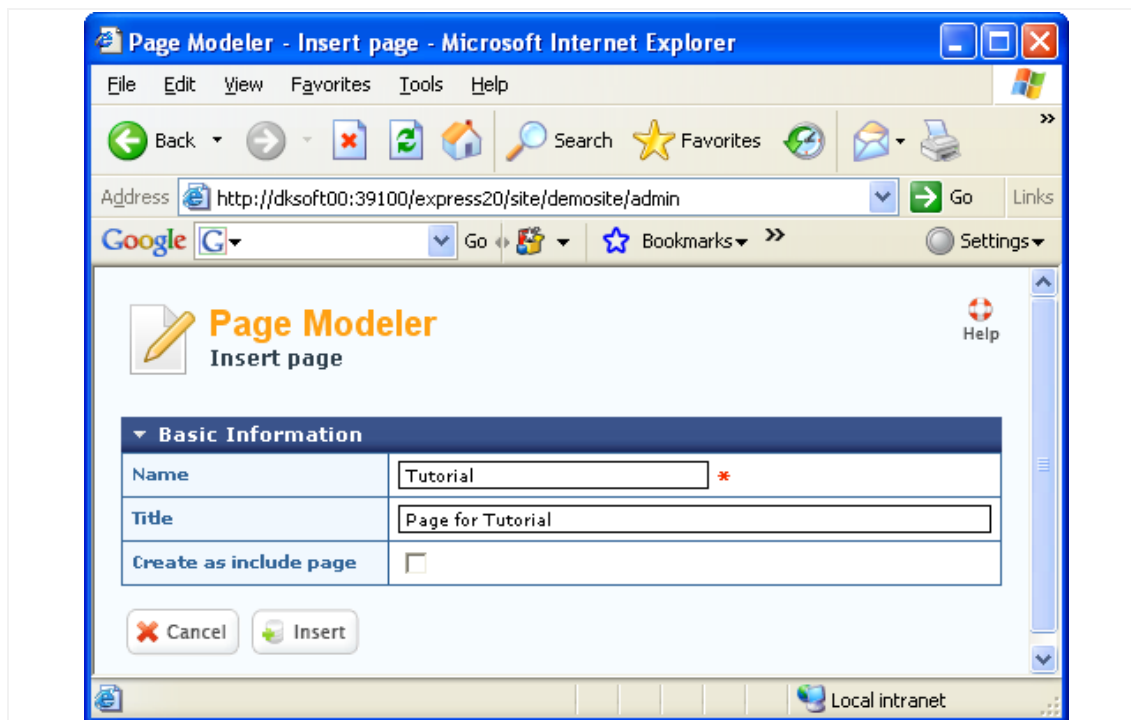 Page Modeler - Insert page - Microsoft Internet Explorer
File Edit View Favorites Tools Help
Back Search Favorites »
Address http://dksoft00:39100/express20/site/demosite/admin Go Links
Google G Go Bookmarks » Settings
Page Modeler
Help
Insert page
Basic Information
Name Tutorial *
Title Page for Tutorial
Create as include page
Cancel Insert
Local intranet